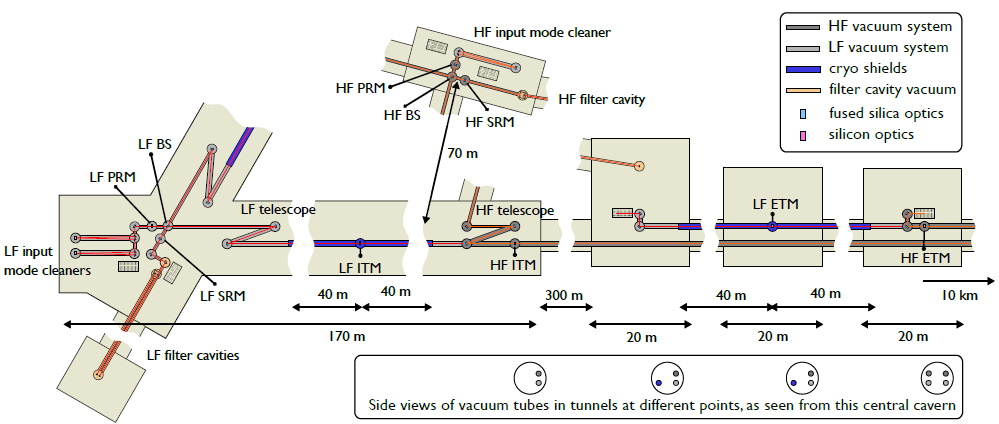 HF input mode cleaner
HF PRM
HF BS
HF SRM
HF filter cavity
70 m
HF vacuum system
LF vacuum system
cryo shields
filter cavity vacuum
fused silica optics
silicon optics
LF BS
LF PRM
LF telescope
HF telescope
LF ETM
LF input
mode cleaners
LF SRM
LF ITM
HF ITM
HF ETM
40 m
40 m
300 m
40 m
40 m
10 km
170 m
20 m
20 m
20 m
LF filter cavities
Side views of vacuum tubes in tunnels at different points, as seen from this central cavern